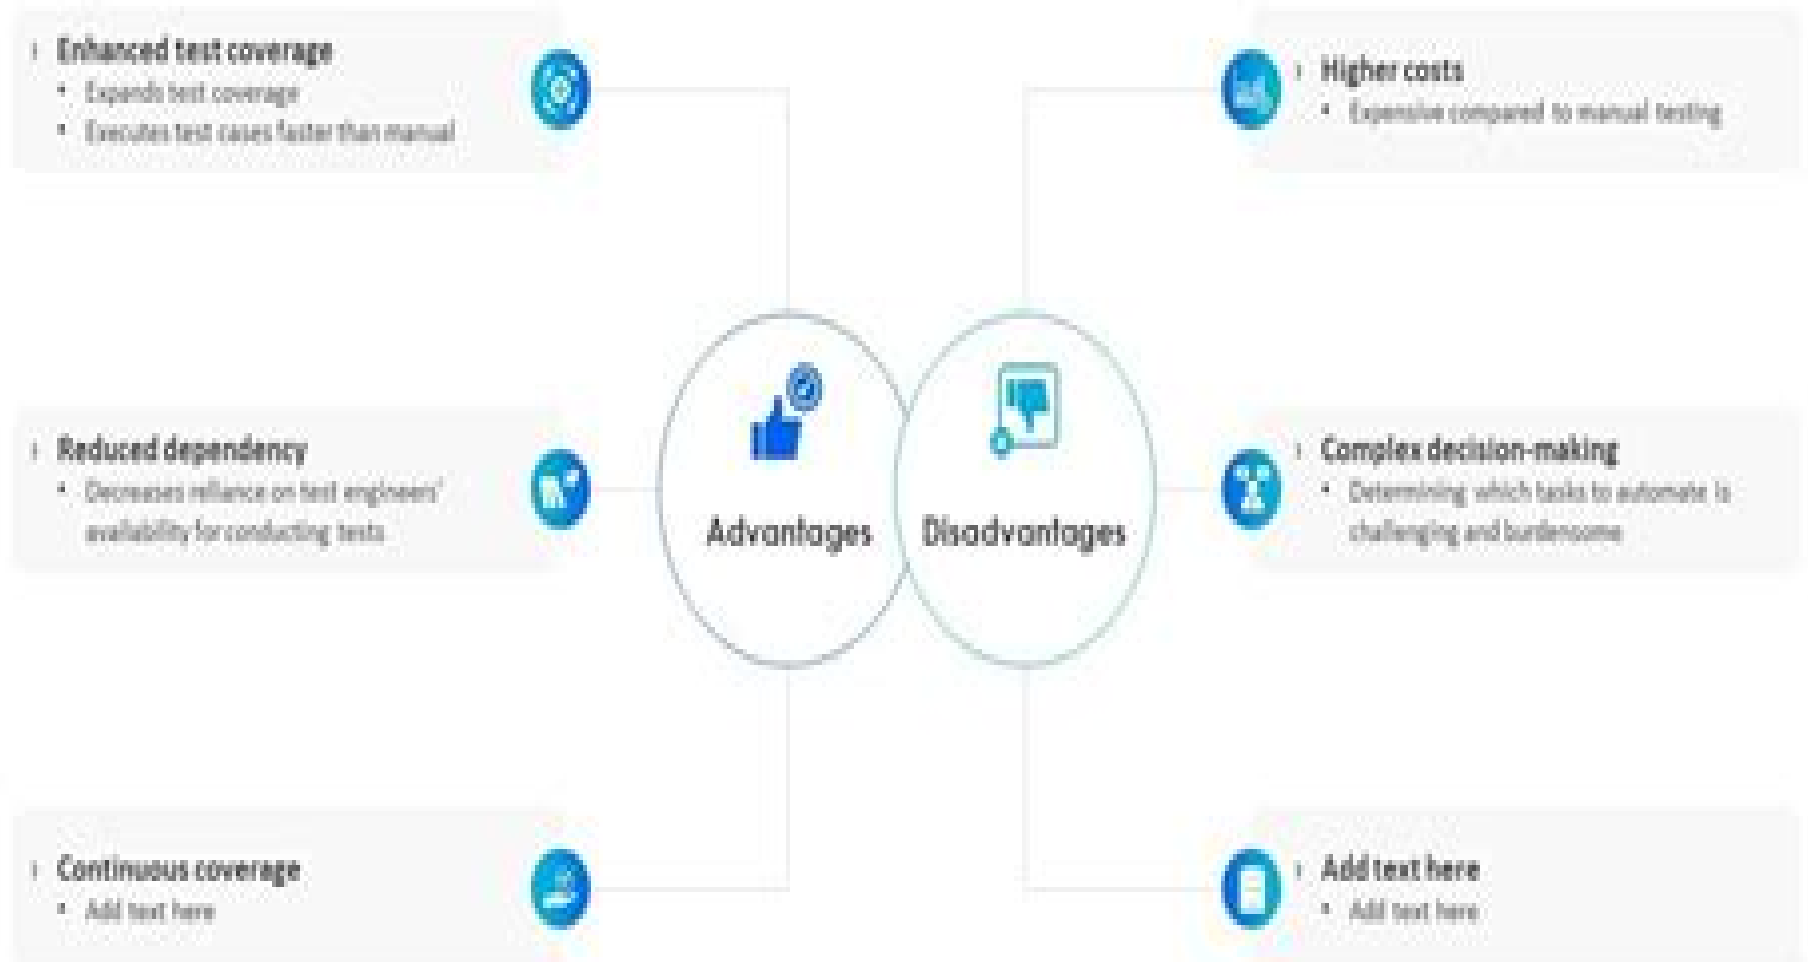 Enhanced test coverage
Expands test coverage
Executes test cases faster than manual
Reduced dependency
Decreases reliance on test engineers'
availability for conducting tests
Continuous coverage
Add text here
Advantages
Disadvantages
Higher costs
Expensive compared to manual testing
Complex decision-making
Determining which tasks to automate is
challenging and burdensome
Add text here
Add text here